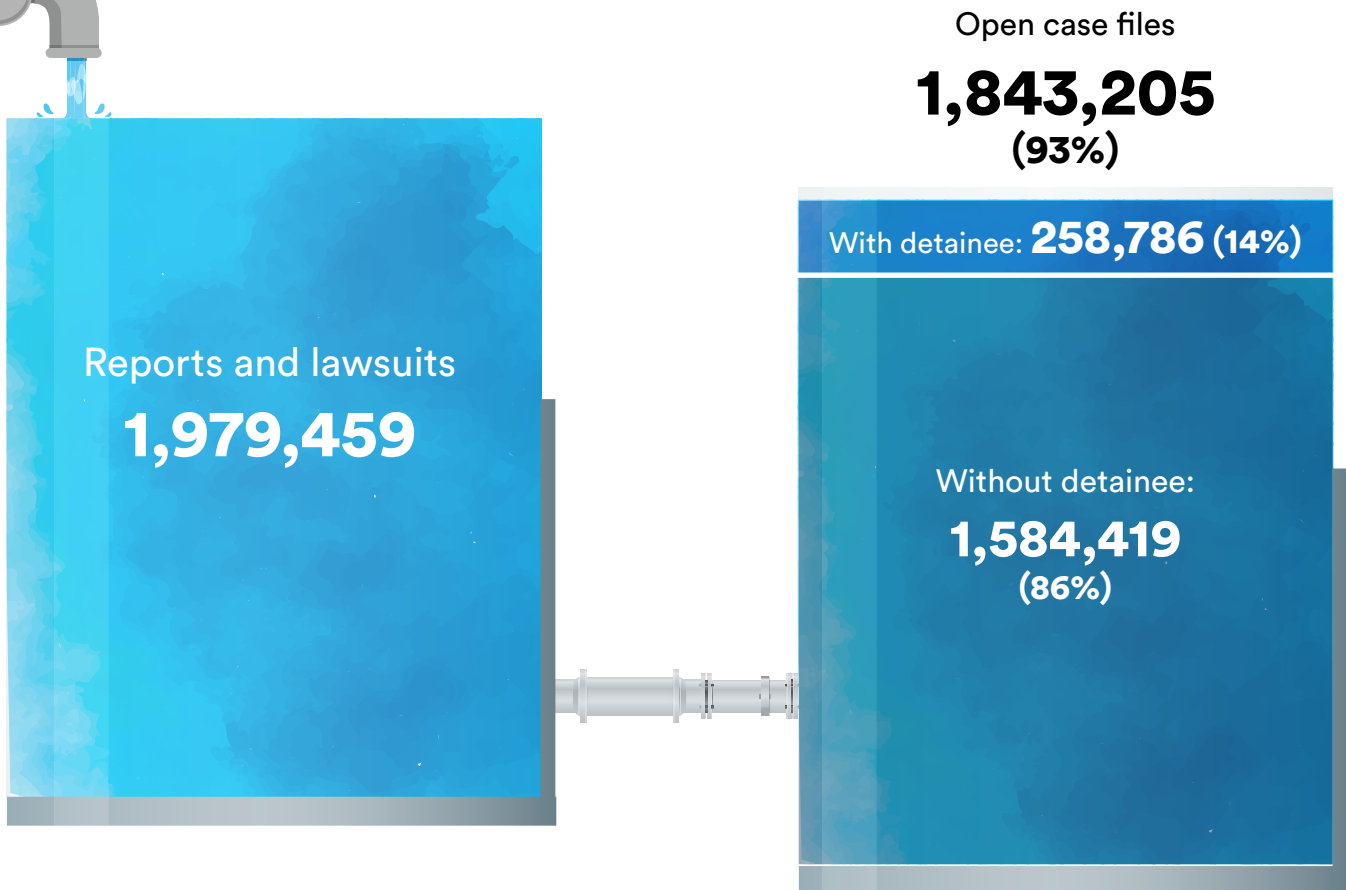 Reports and lawsuits
1,979,459
Open case files
1,843,205
(93%)
With detainee: 258,786 (14%)
Without detainee:
1,584,419
(86%)